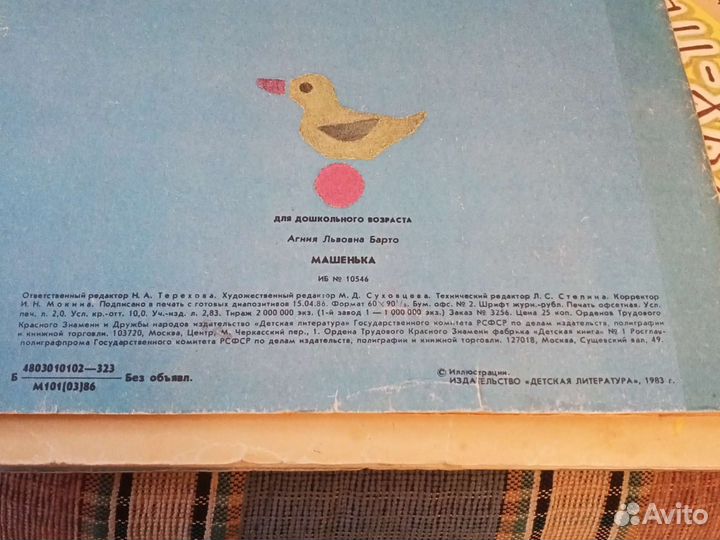 ДЛЯ ДОШКОЛЬНОГО ВОЗРАСТА
Агния Львовна Барто
МАШЕНЬКА
ИБ № 10546
Ответственный редактор Н. А. Терехова. Художественный редактор М. Д. Суховцева. Технический редактор Л. С. Степина. Корректор
И. Н. Мокина. Подписано в печать с готовых диапозитивов 15.04.86. Формат 60×90¹/₈. Бум. офс. № 2. Шрифт журн.-рубл. Печать офсетная. Усл.
печ. л. 2,0. Усл. кр.-отт. 10,0. Уч.-изд. л. 2,83. Тираж 2 000 000 экз. (1-й завод 1—1 000 000 экз.) Заказ № 3256. Цена 25 коп. Орденов Трудового
Красного Знамени и Дружбы народов издательство «Детская литература» Государственного комитета РСФСР по делам издательств, полиграфии
и книжной торговли. 103720, Москва, Центр, М. Черкасский пер., 1. Ордена Трудового Красного Знамени фабрика «Детская книга» № 1 Росглав-
полиграфпрома Государственного комитета РСФСР по делам издательств, полиграфии и книжной торговли. 127018, Москва, Сущевский вал, 49.
Б 4803010102—323 Без объявл.
М101(03)86
© Иллюстрации.
ИЗДАТЕЛЬСТВО «ДЕТСКАЯ ЛИТЕРАТУРА», 1983 г.
Avito